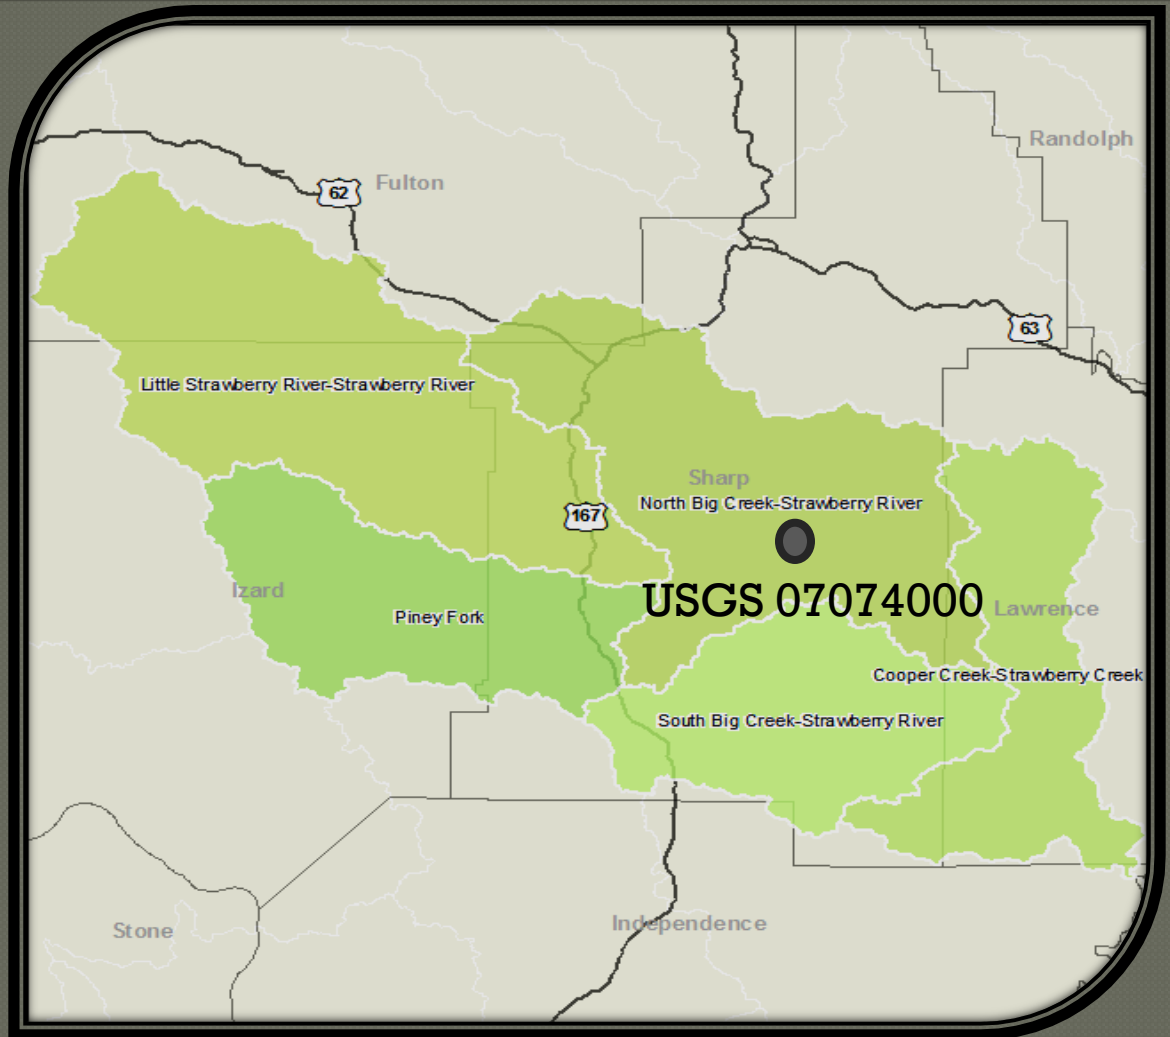 Randolph
Fulton
62
63
Little Strawberry River-Strawberry River
Sharp
North Big Creek-Strawberry River
167
Izard
USGS 07074000
Lawrence
Piney Fork
Cooper Creek-Strawberry Creek
South Big Creek-Strawberry River
Independence
Stone